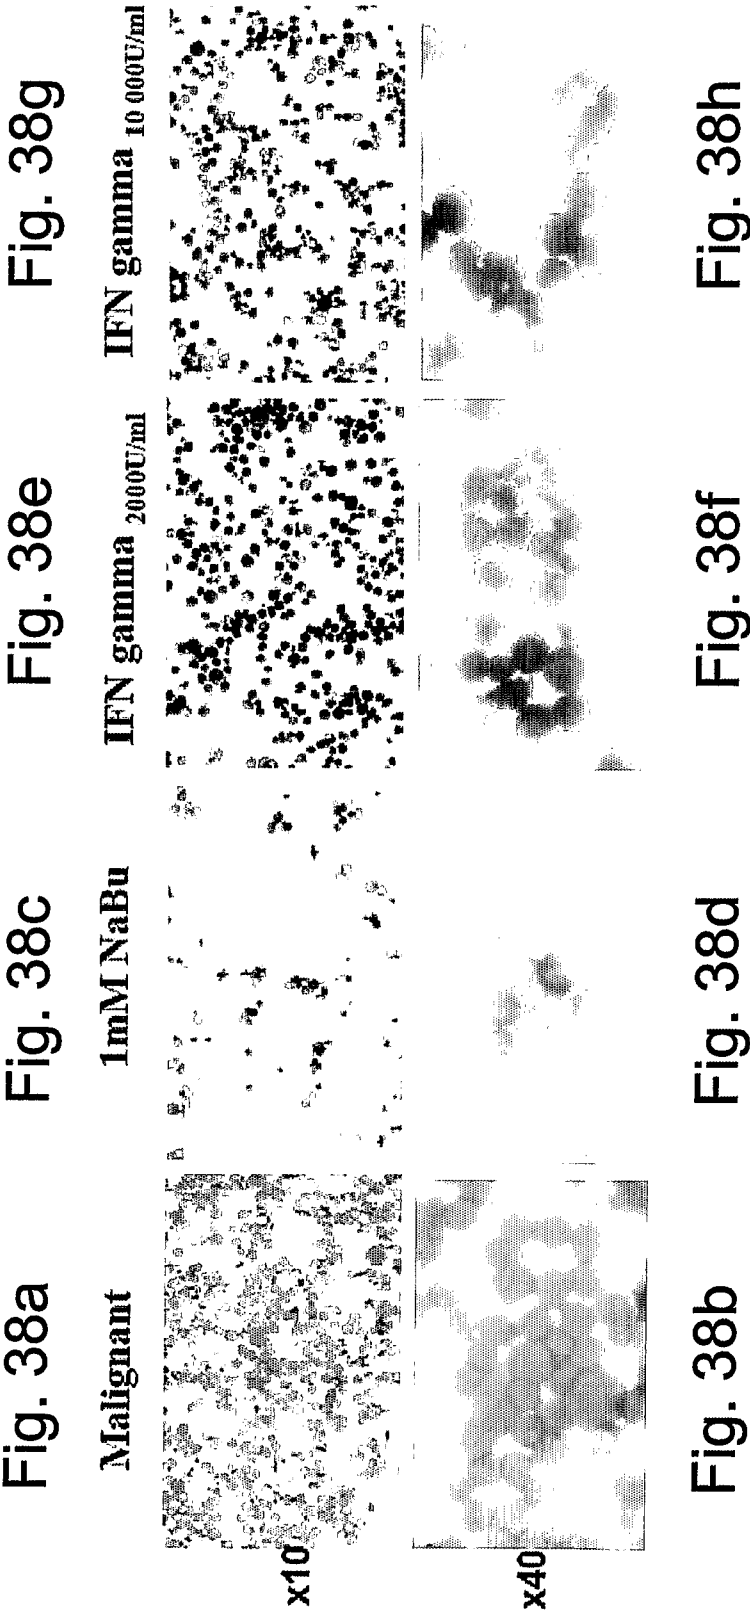 Fig. 38a
Fig. 38c
Fig. 38e
Fig. 38g
Malignant
1mM NaBu
IFN gamma 2000U/ml
IFN gamma 10 000U/ml
x10
x40
Fig. 38b
Fig. 38d
Fig. 38f
Fig. 38h